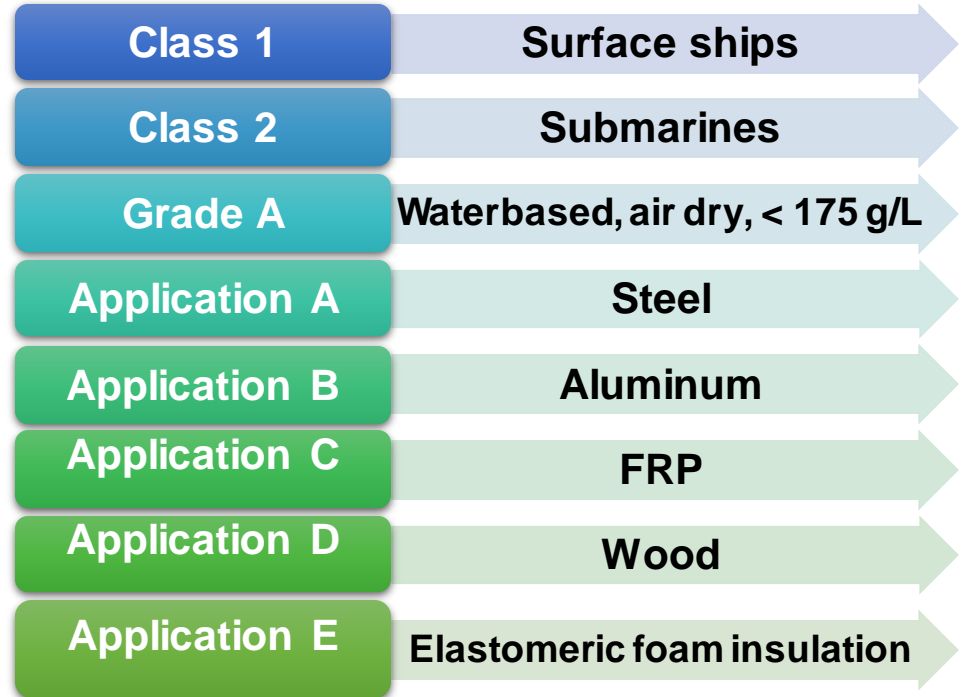 Class 1 Surface ships
Class 2 Submarines
Grade A Waterbased, air dry, < 175 g/L
Application A Steel
Application B Aluminum
Application C FRP
Application D Wood
Application E Elastomeric foam insulation